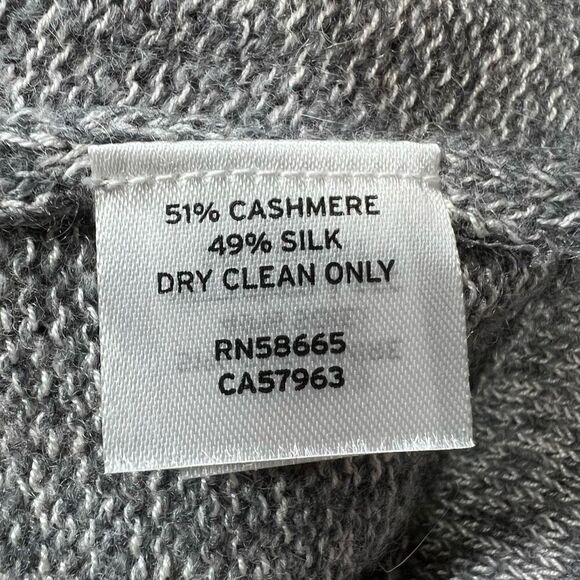 51% CASHMERE
49% SILK
DRY CLEAN ONLY
RN58665
CA57963